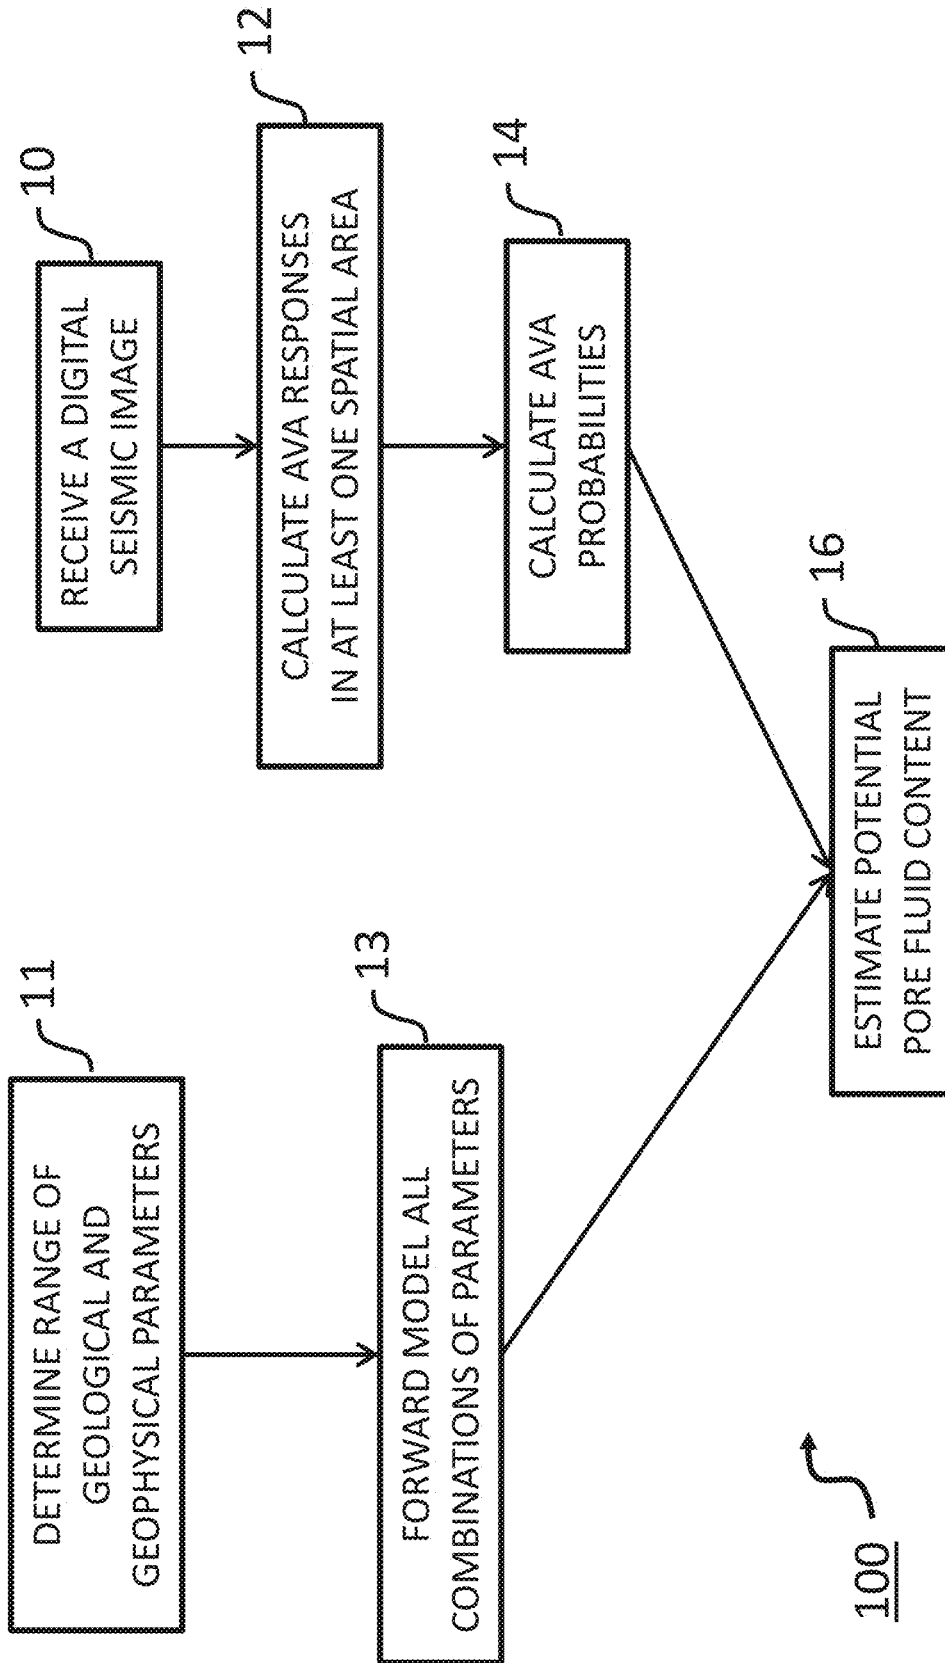 11
DETERMINE RANGE OF
GEOLOGICAL AND
GEOPHYSICAL PARAMETERS
13
FORWARD MODEL ALL
COMBINATIONS OF PARAMETERS
10
RECEIVE A DIGITAL
SEISMIC IMAGE
12
CALCULATE AVA RESPONSES
IN AT LEAST ONE SPATIAL AREA
14
CALCULATE AVA
PROBABILITIES
16
ESTIMATE POTENTIAL
PORE FLUID CONTENT
100